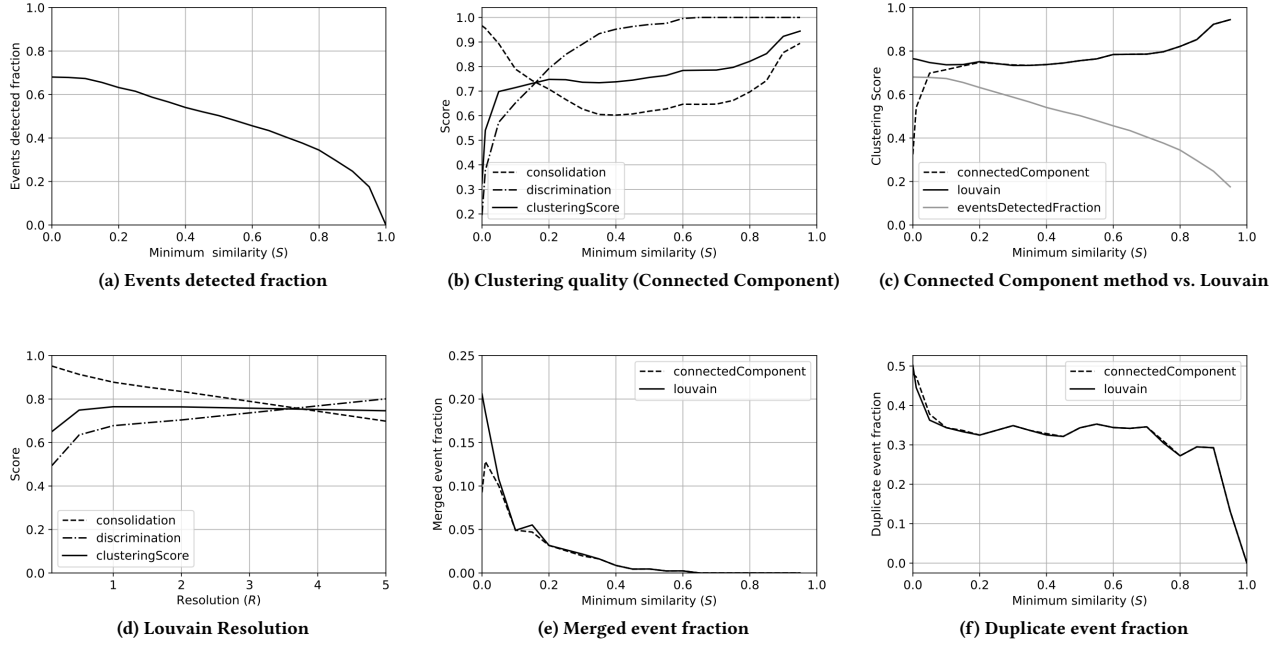 1.0
0.8
0.6
0.4
0.2
0.0
Events detected fraction
0.0 0.2 0.4 0.6 0.8 1.0
Minimum similarity (S)
(a) Events detected fraction
1.0
0.9
0.8
0.7
0.6
0.5
0.4
0.3
0.2
Score
consolidation
discrimination
clusteringScore
0.0 0.2 0.4 0.6 0.8 1.0
Minimum similarity (S)
(b) Clustering quality (Connected Component)
1.0
0.8
0.6
0.4
0.2
0.0
Clustering Score
connectedComponent
louvain
eventsDetectedFraction
0.0 0.2 0.4 0.6 0.8 1.0
Minimum similarity (S)
(c) Connected Component method vs. Louvain
1.0
0.8
0.6
0.4
0.2
0.0
Score
consolidation
discrimination
clusteringScore
1 2 3 4 5
Resolution (R)
(d) Louvain Resolution
0.25
0.20
0.15
0.10
0.05
0.00
Merged event fraction
connectedComponent
louvain
0.0 0.2 0.4 0.6 0.8 1.0
Minimum similarity (S)
(e) Merged event fraction
0.5
0.4
0.3
0.2
0.1
0.0
Duplicate event fraction
connectedComponent
louvain
0.0 0.2 0.4 0.6 0.8 1.0
Minimum similarity (S)
(f) Duplicate event fraction